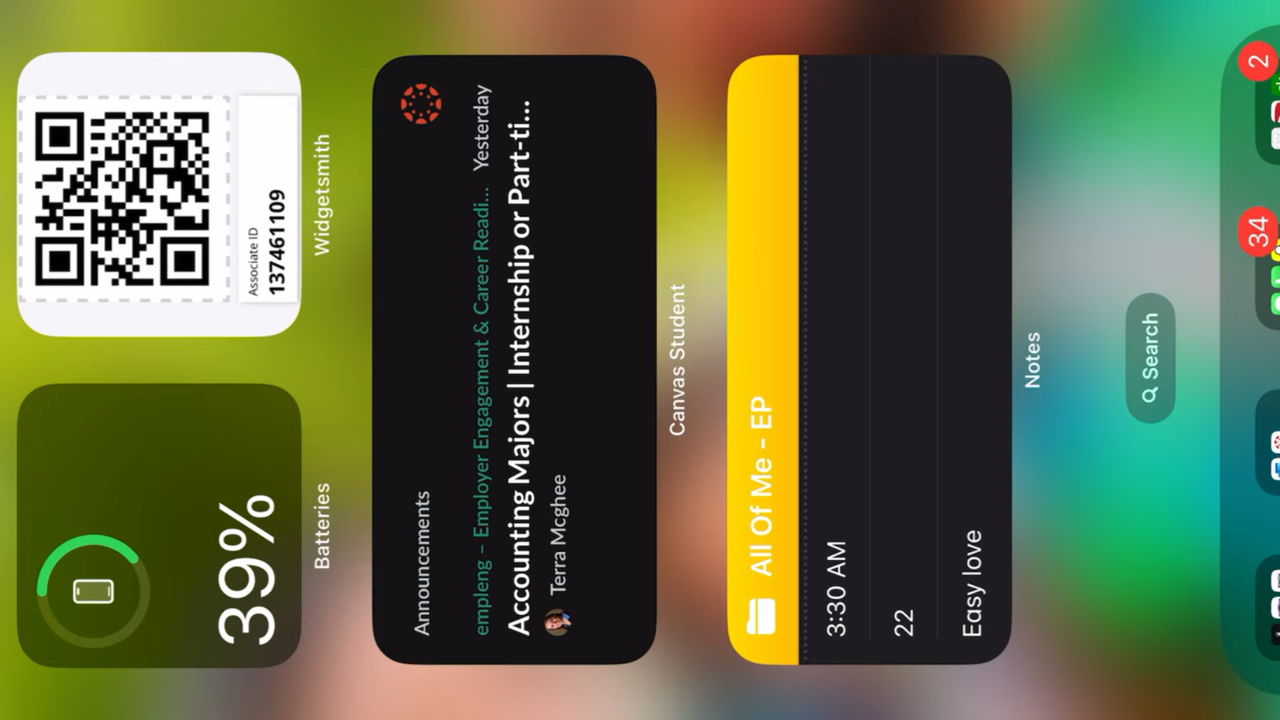 39%
Batteries
Associate ID
137461109
Widgetsmith
Announcements
empleng – Employer Engagement & Career Readi... Yesterday
Accounting Majors | Internship or Part-ti...
Terra Mcghee
Canvas Student
All Of Me - EP
3:30 AM
22
Easy love
Notes
Search
34
2